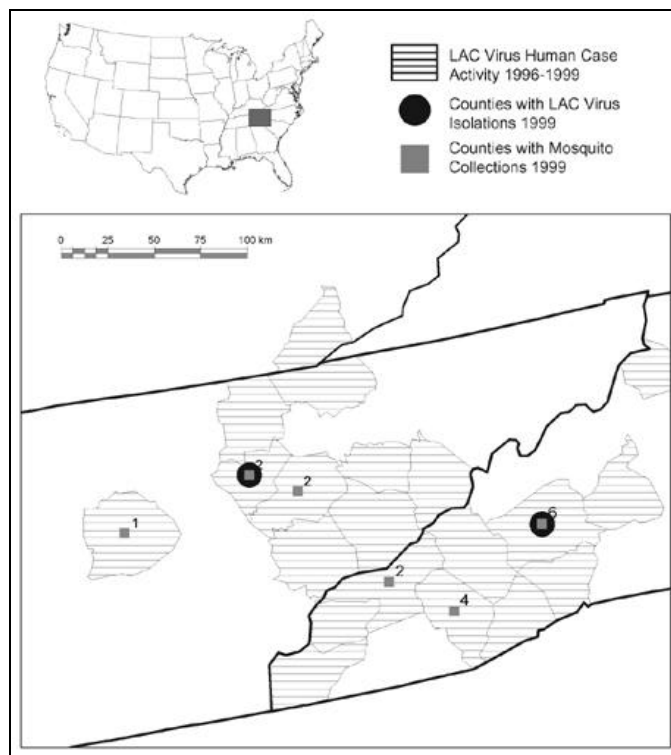 LAC Virus Human Case
Activity 1996-1999
Counties with LAC Virus
Isolations 1999
Counties with Mosquito
Collections 1999
0 25 50 75 100 km
2
2
1
6
2
4